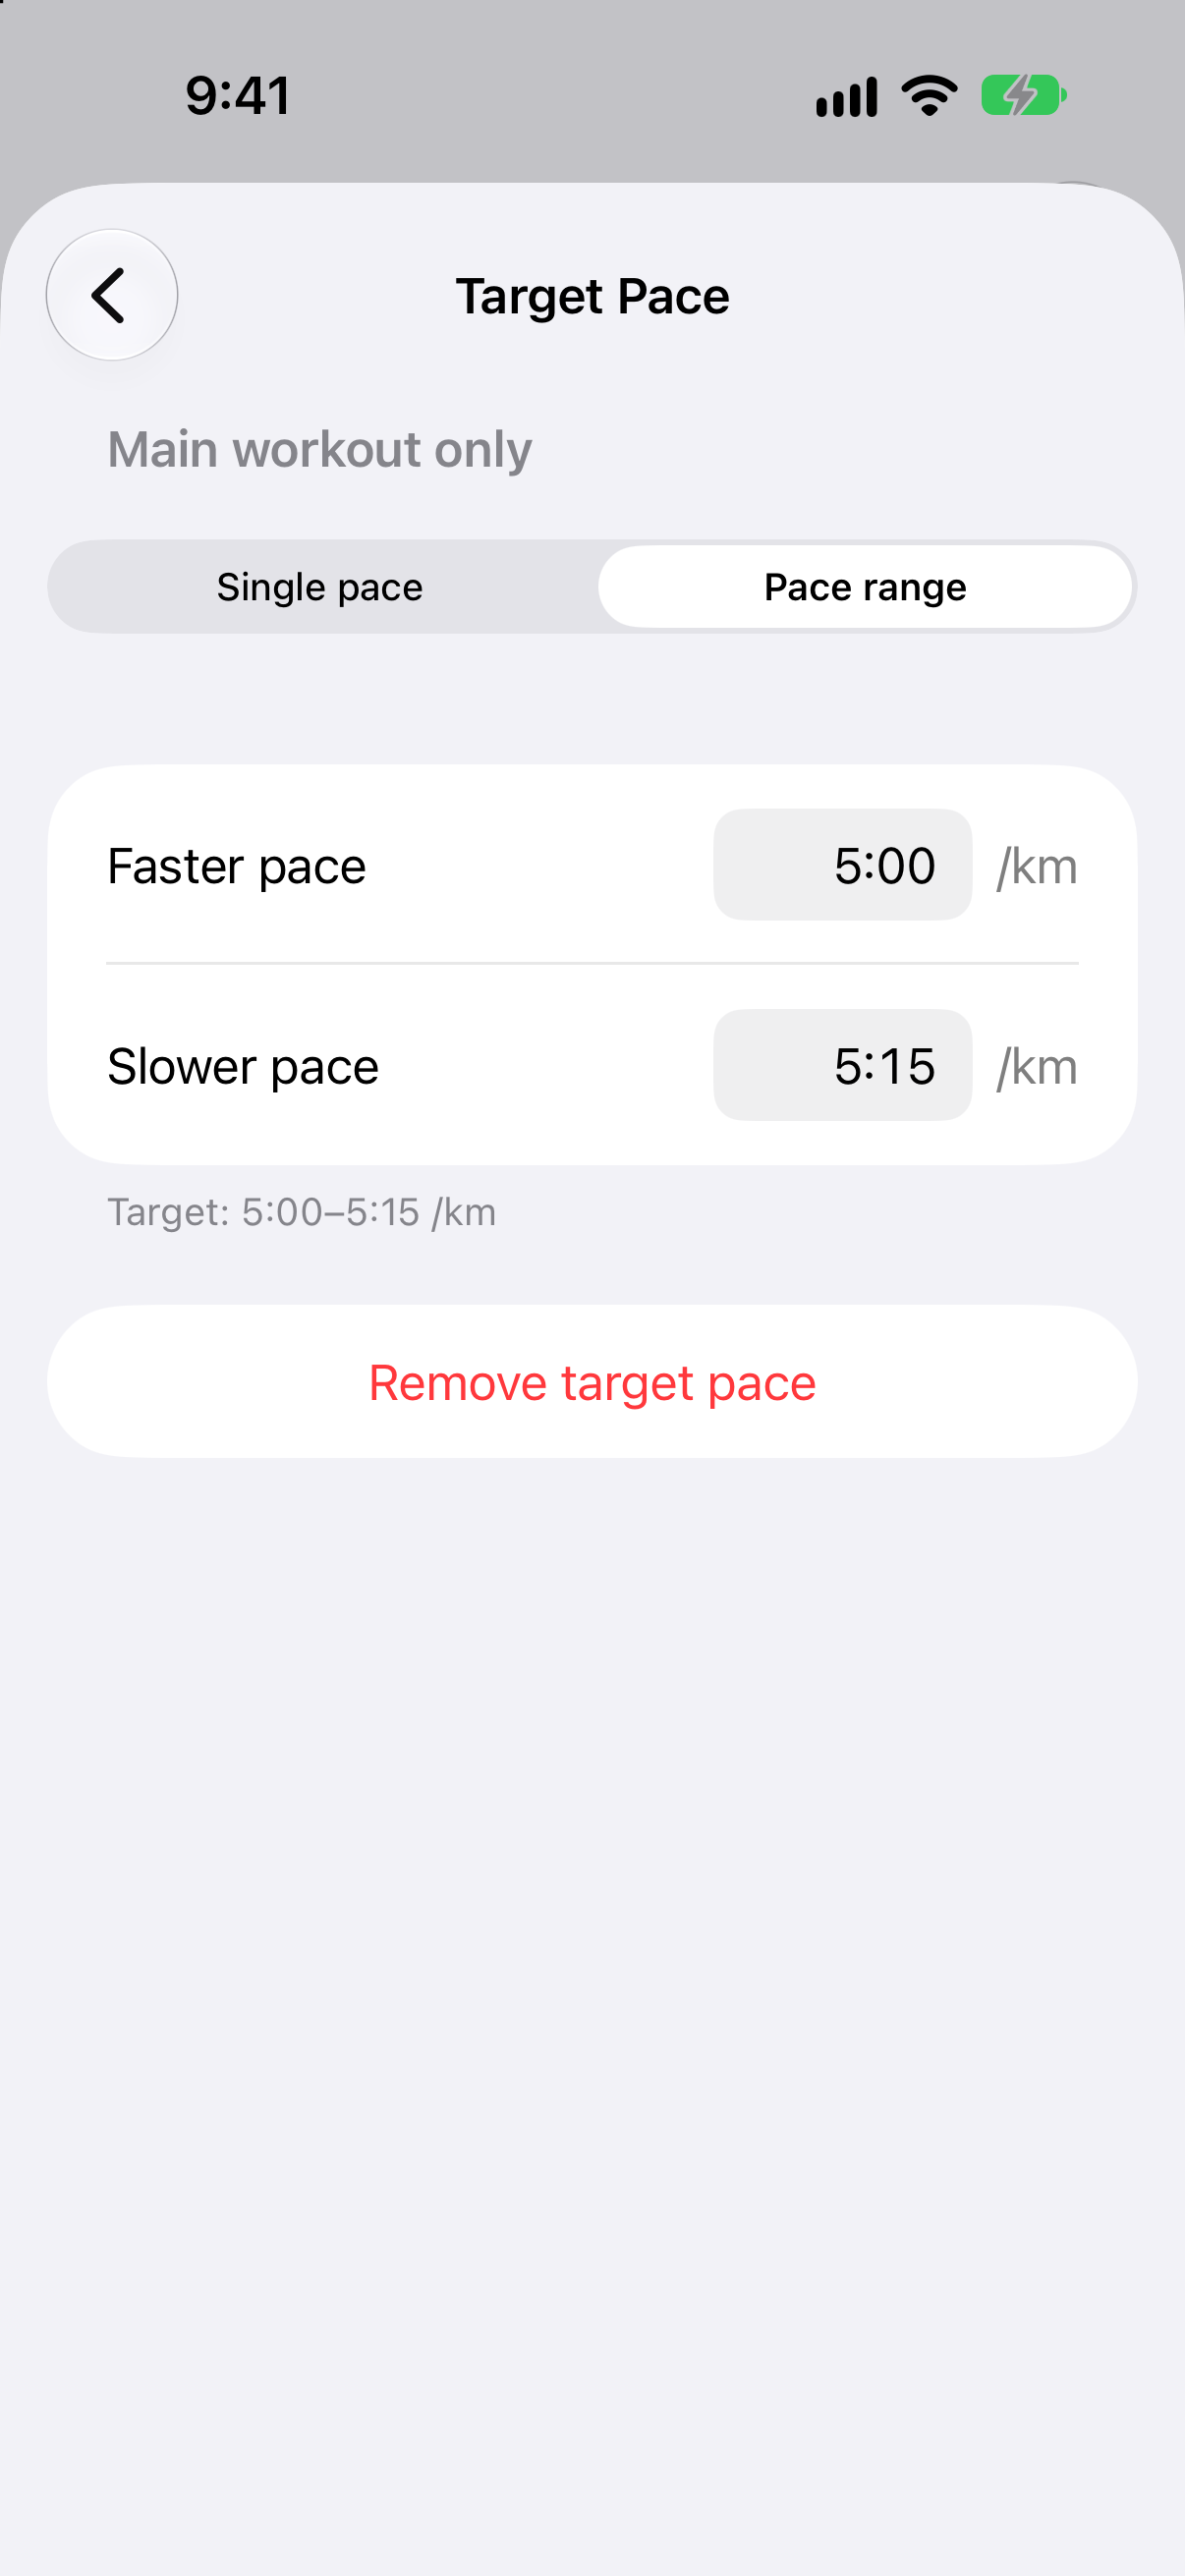 9:41
Target Pace
Main workout only
Single pace
Pace range
Faster pace 5:00 /km
Slower pace 5:15 /km
Target: 5:00–5:15 /km
Remove target pace